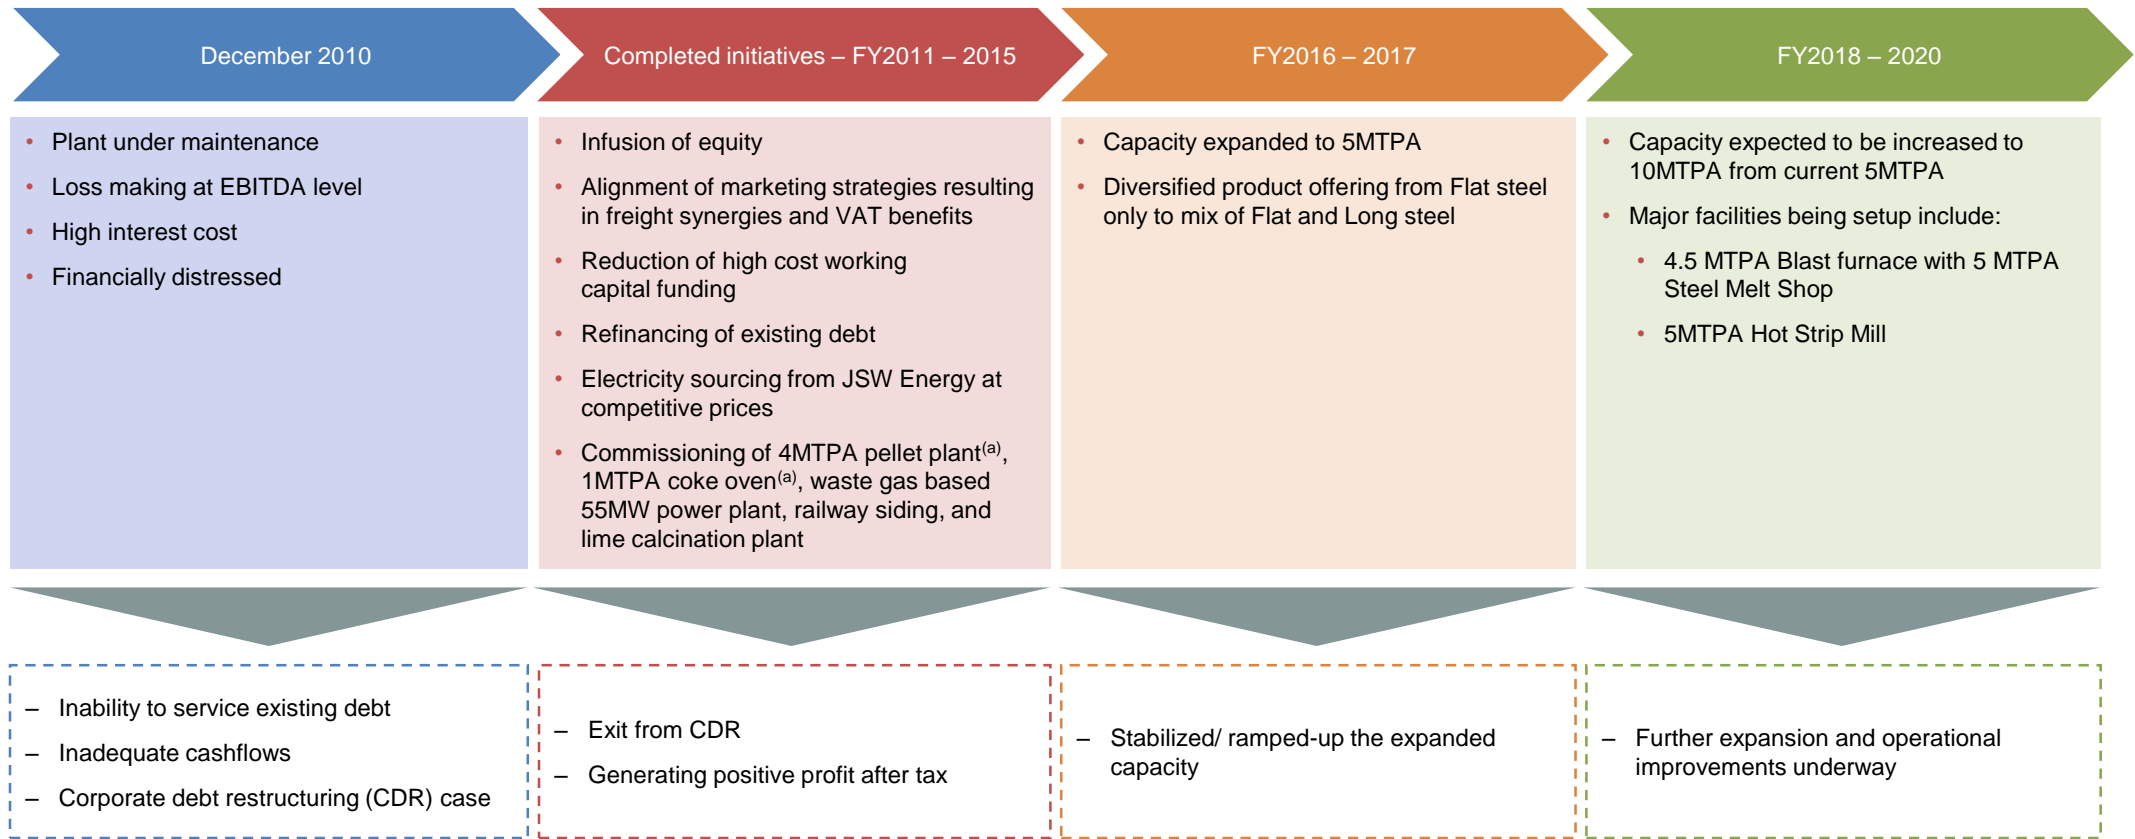 December 2010
Completed initiatives – FY2011 – 2015
FY2016 – 2017
FY2018 – 2020
• Plant under maintenance
• Loss making at EBITDA level
• High interest cost
• Financially distressed
• Infusion of equity
• Alignment of marketing strategies resulting
in freight synergies and VAT benefits
• Reduction of high cost working
capital funding
• Refinancing of existing debt
• Electricity sourcing from JSW Energy at
competitive prices
• Commissioning of 4MTPA pellet plant(a),
1MTPA coke oven(a), waste gas based
55MW power plant, railway siding, and
lime calcination plant
• Capacity expanded to 5MTPA
• Diversified product offering from Flat steel
only to mix of Flat and Long steel
• Capacity expected to be increased to
10MTPA from current 5MTPA
• Major facilities being setup include:
• 4.5 MTPA Blast furnace with 5 MTPA
Steel Melt Shop
• 5MTPA Hot Strip Mill
– Inability to service existing debt
– Inadequate cashflows
– Corporate debt restructuring (CDR) case
– Exit from CDR
– Generating positive profit after tax
– Stabilized/ ramped-up the expanded
capacity
– Further expansion and operational
improvements underway